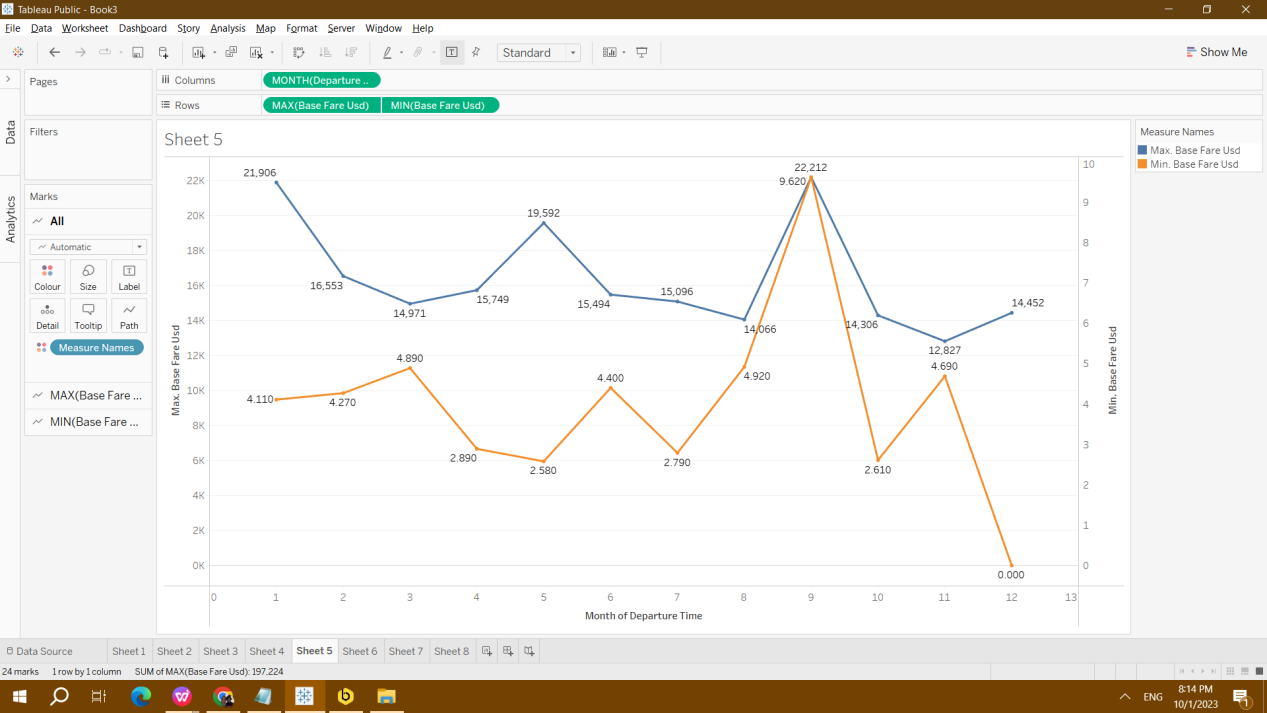 Tableau Public - Book3
File Data Worksheet Dashboard Story Analysis Map Format Server Window Help
Standard
Show Me
Data
Analytics
Pages
Filters
Marks
All
Automatic
Colour Size Label
Detail Tooltip Path
Measure Names
MAX(Base Fare ...
MIN(Base Fare ...
Columns MONTH(Departure ..
Rows MAX(Base Fare Usd) MIN(Base Fare Usd)
Sheet 5
Max. Base Fare Usd
22K
20K
18K
16K
14K
12K
10K
8K
6K
4K
2K
0K
21,906
16,553
14,971
15,749
19,592
15,494
15,096
14,066
22,212
14,306
12,827
14,452
4.110
4.270
4.890
2.890
2.580
4.400
2.790
4.920
9.620
2.610
4.690
0.000
10
9
8
7
6
5
4
3
2
1
0
Min. Base Fare Usd
0 1 2 3 4 5 6 7 8 9 10 11 12 13
Month of Departure Time
Measure Names
Max. Base Fare Usd
Min. Base Fare Usd
Data Source Sheet 1 Sheet 2 Sheet 3 Sheet 4 Sheet 5 Sheet 6 Sheet 7 Sheet 8
24 marks 1 row by 1 column SUM of MAX(Base Fare Usd): 197,224
ENG
8:14 PM
10/1/2023
1